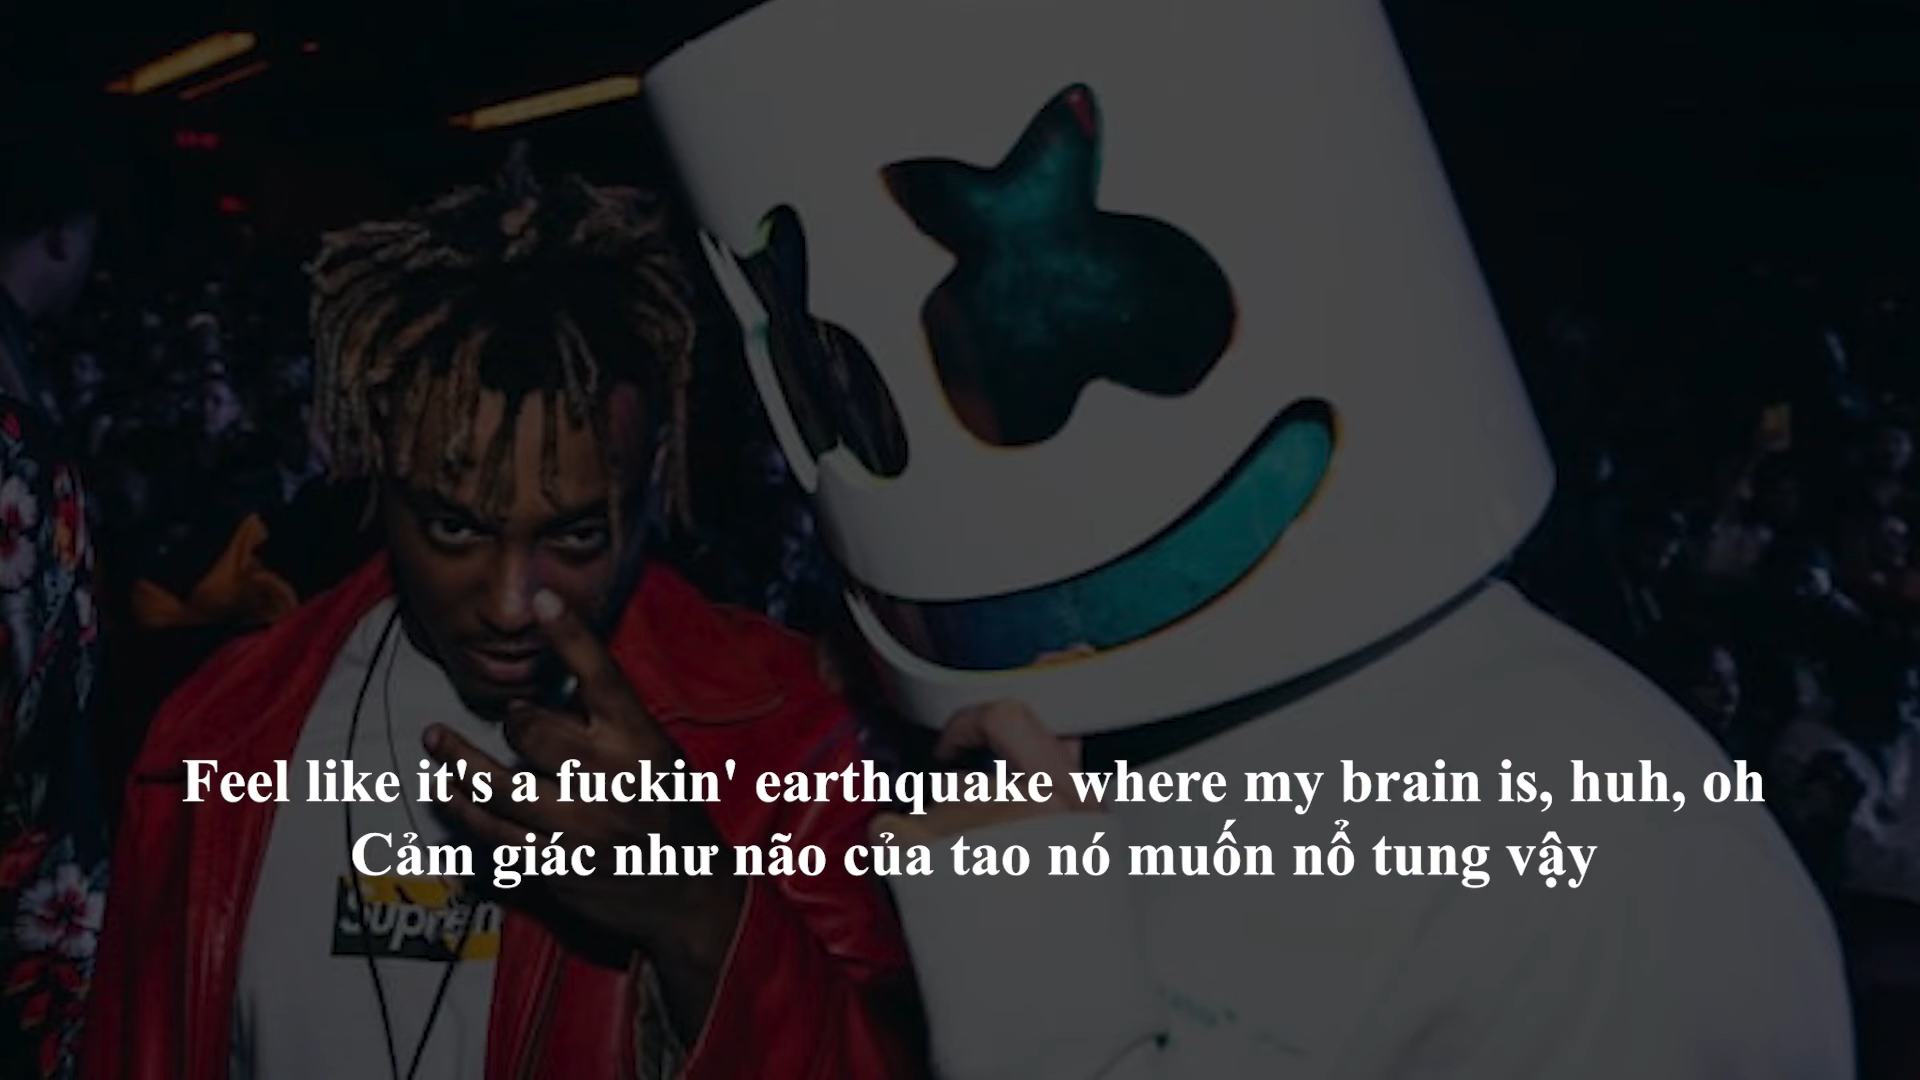 Feel like it's a fuckin' earthquake where my brain is, huh, oh
Cảm giác như não của tao nó muốn nổ tung vậy